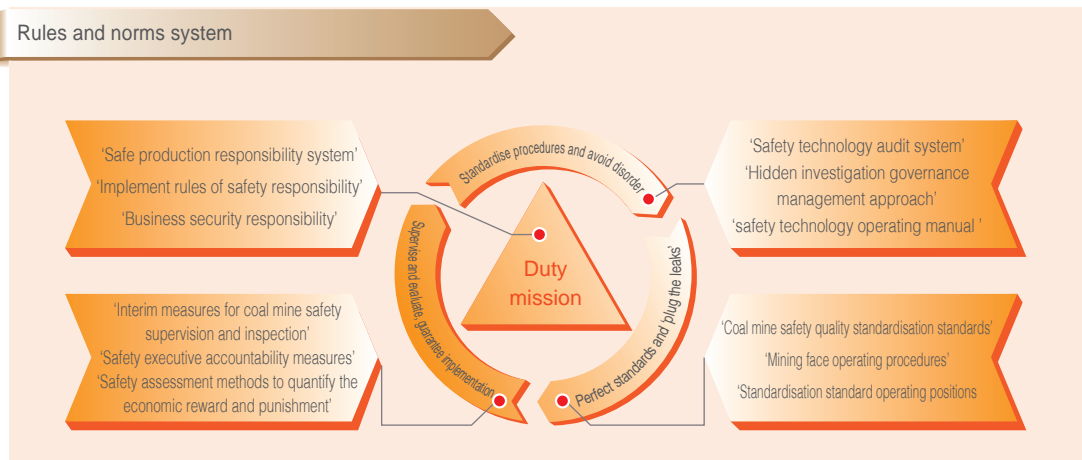 Rules and norms system
‘Safe production responsibility system’
‘Implement rules of safety responsibility’
‘Business security responsibility’
Standardise procedures and avoid disorder
‘Safety technology audit system’
‘Hidden investigation governance
management approach’
‘safety technology operating manual ’
Duty
mission
Supervise and evaluate, guarantee implementation
Perfect standards and ‘plug the leaks’
‘Interim measures for coal mine safety
supervision and inspection’
‘Safety executive accountability measures’
‘Safety assessment methods to quantify the
economic reward and punishment’
‘Coal mine safety quality standardisation standards’
‘Mining face operating procedures’
‘Standardisation standard operating positions